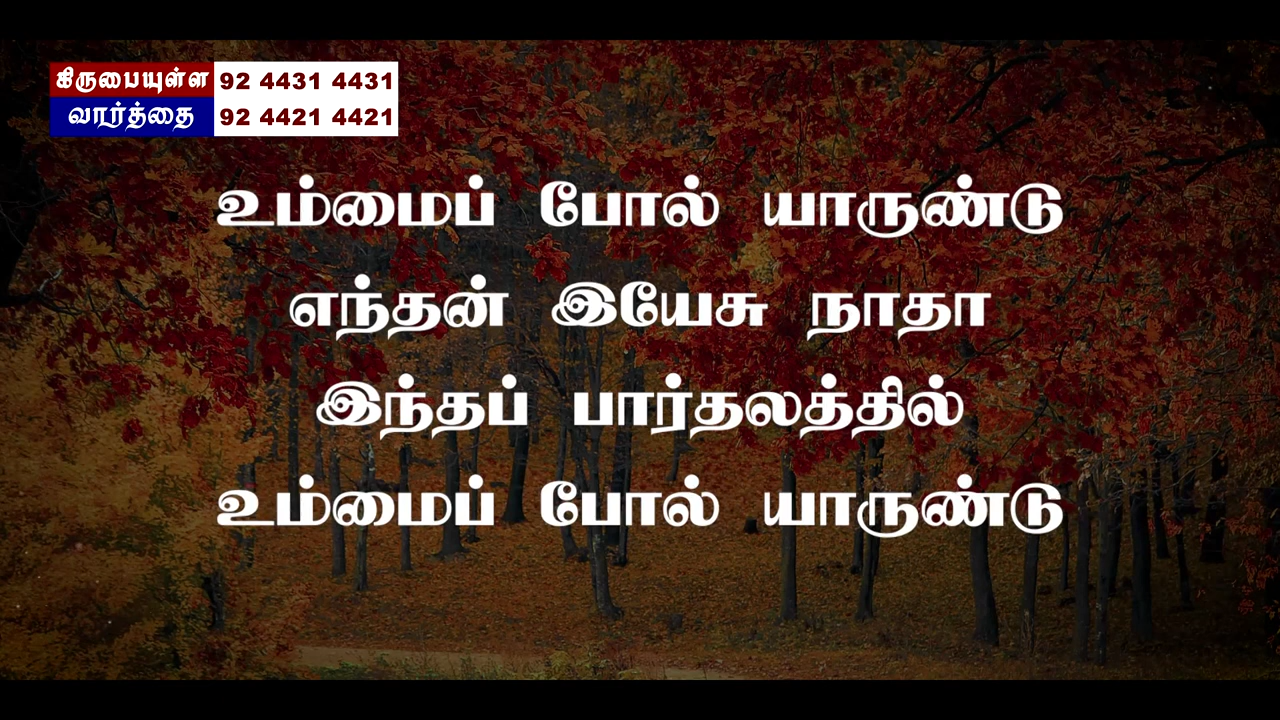 கிருபையுள்ள 92 4431 4431
வார்த்தை 92 4421 4421
உம்மைப் போல் யாருண்டு
எந்தன் இயேசு நாதா
இந்தப் பார்தலத்தில்
உம்மைப் போல் யாருண்டு